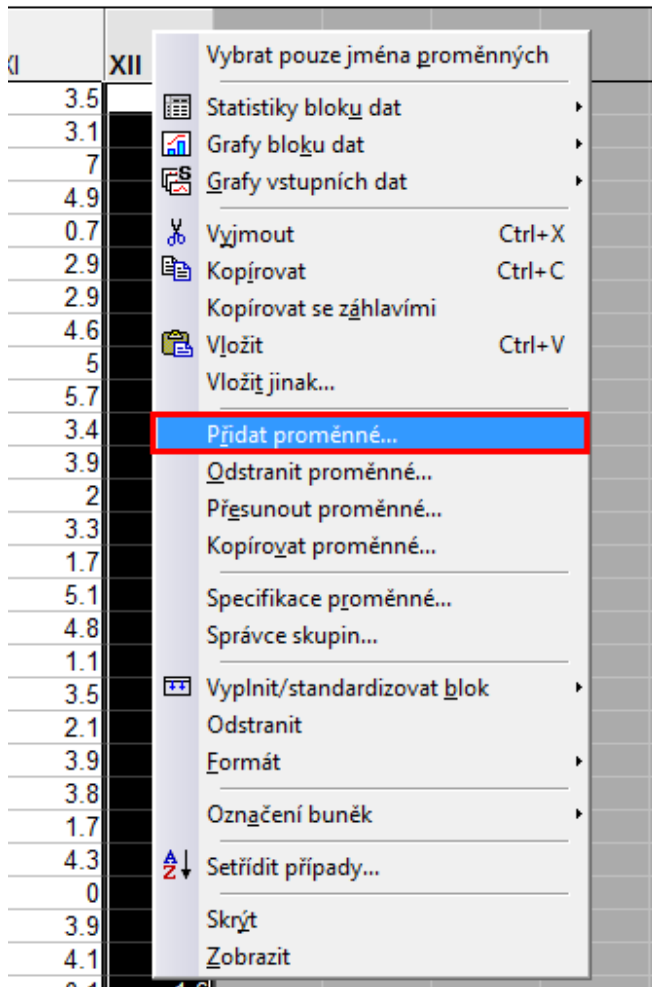 XI XII
Vybrat pouze jména proměnných
3.5
Statistiky bloku dat
3.1
Grafy bloku dat
7
Grafy vstupních dat
4.9
0.7
Vyjmout Ctrl+X
2.9
Kopírovat Ctrl+C
2.9
Kopírovat se záhlavími
4.6
Vložit Ctrl+V
5
Vložit jinak...
5.7
3.4
Přidat proměnné...
3.9
Odstranit proměnné...
2
Přesunout proměnné...
3.3
Kopírovat proměnné...
1.7
5.1
Specifikace proměnné...
4.8
Správce skupin...
1.1
3.5
Vyplnit/standardizovat blok
2.1
Odstranit
3.9
Formát
3.8
Označení buněk
1.7
4.3
Setřídit případy...
0
3.9
Skrýt
4.1
Zobrazit